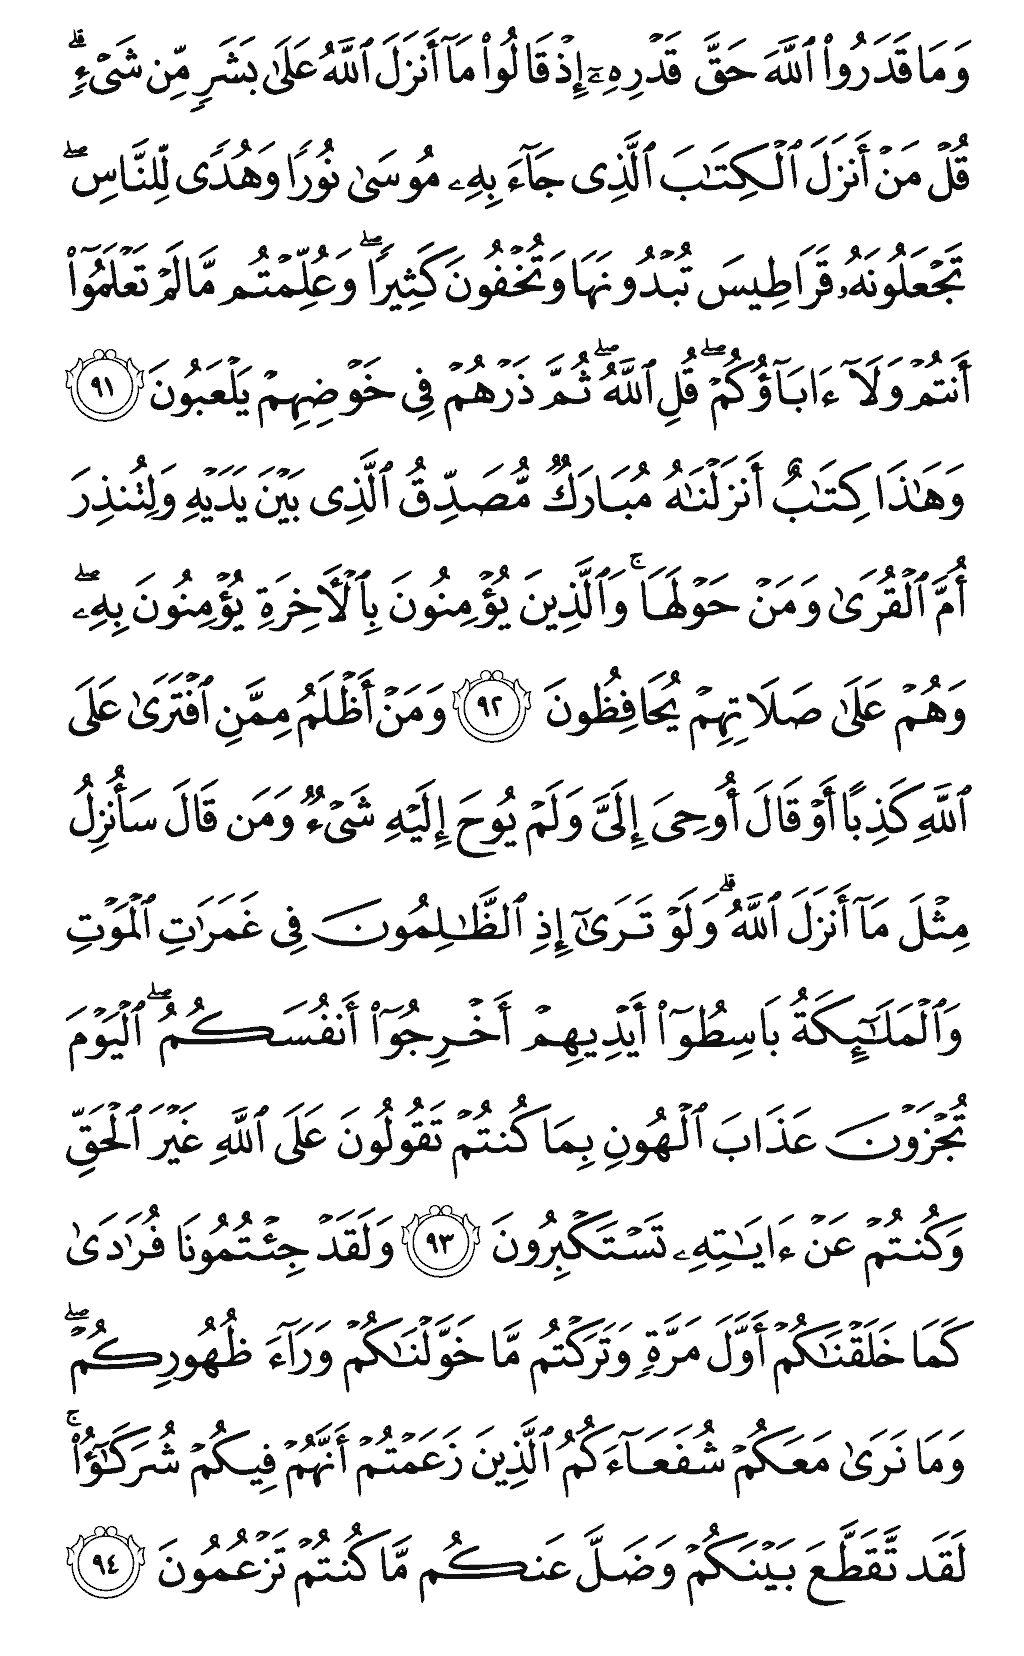 وَمَا قَدَرُوا۟ ٱللَّهَ حَقَّ قَدْرِهِۦٓ إِذْ قَالُوا۟ مَآ أَنزَلَ ٱللَّهُ عَلَىٰ بَشَرٍ مِّن شَىْءٍ ۗ
قُلْ مَنْ أَنزَلَ ٱلْكِتَٰبَ ٱلَّذِى جَآءَ بِهِۦ مُوسَىٰ نُورًا وَهُدًى لِّلنَّاسِ ۖ
تَجْعَلُونَهُۥ قَرَاطِيسَ تُبْدُونَهَا وَتُخْفُونَ كَثِيرًا ۖ وَعُلِّمْتُم مَّا لَمْ تَعْلَمُوٓا۟
أَنتُمْ وَلَآ ءَابَآؤُكُمْ ۖ قُلِ ٱللَّهُ ۖ ثُمَّ ذَرْهُمْ فِى خَوْضِهِمْ يَلْعَبُونَ ٩١
وَهَٰذَا كِتَٰبٌ أَنزَلْنَٰهُ مُبَارَكٌ مُّصَدِّقُ ٱلَّذِى بَيْنَ يَدَيْهِ وَلِتُنذِرَ
أُمَّ ٱلْقُرَىٰ وَمَنْ حَوْلَهَا ۚ وَٱلَّذِينَ يُؤْمِنُونَ بِٱلْءَاخِرَةِ يُؤْمِنُونَ بِهِۦ ۖ
وَهُمْ عَلَىٰ صَلَاتِهِمْ يُحَافِظُونَ ٩٢ وَمَنْ أَظْلَمُ مِمَّنِ ٱفْتَرَىٰ عَلَى
ٱللَّهِ كَذِبًا أَوْ قَالَ أُوحِىَ إِلَىَّ وَلَمْ يُوحَ إِلَيْهِ شَىْءٌ وَمَن قَالَ سَأُنزِلُ
مِثْلَ مَآ أَنزَلَ ٱللَّهُ ۗ وَلَوْ تَرَىٰٓ إِذِ ٱلظَّٰلِمُونَ فِى غَمَرَٰتِ ٱلْمَوْتِ
وَٱلْمَلَٰٓئِكَةُ بَاسِطُوٓا۟ أَيْدِيهِمْ أَخْرِجُوٓا۟ أَنفُسَكُمُ ۖ ٱلْيَوْمَ
تُجْزَوْنَ عَذَابَ ٱلْهُونِ بِمَا كُنتُمْ تَقُولُونَ عَلَى ٱللَّهِ غَيْرَ ٱلْحَقِّ
وَكُنتُمْ عَنْ ءَايَٰتِهِۦ تَسْتَكْبِرُونَ ٩٣ وَلَقَدْ جِئْتُمُونَا فُرَٰدَىٰ
كَمَا خَلَقْنَٰكُمْ أَوَّلَ مَرَّةٍ وَتَرَكْتُم مَّا خَوَّلْنَٰكُمْ وَرَآءَ ظُهُورِكُمْ ۖ
وَمَا نَرَىٰ مَعَكُمْ شُفَعَآءَكُمُ ٱلَّذِينَ زَعَمْتُمْ أَنَّهُمْ فِيكُمْ شُرَكَٰٓؤُا۟ ۚ
لَقَد تَّقَطَّعَ بَيْنَكُمْ وَضَلَّ عَنكُم مَّا كُنتُمْ تَزْعُمُونَ ٩٤